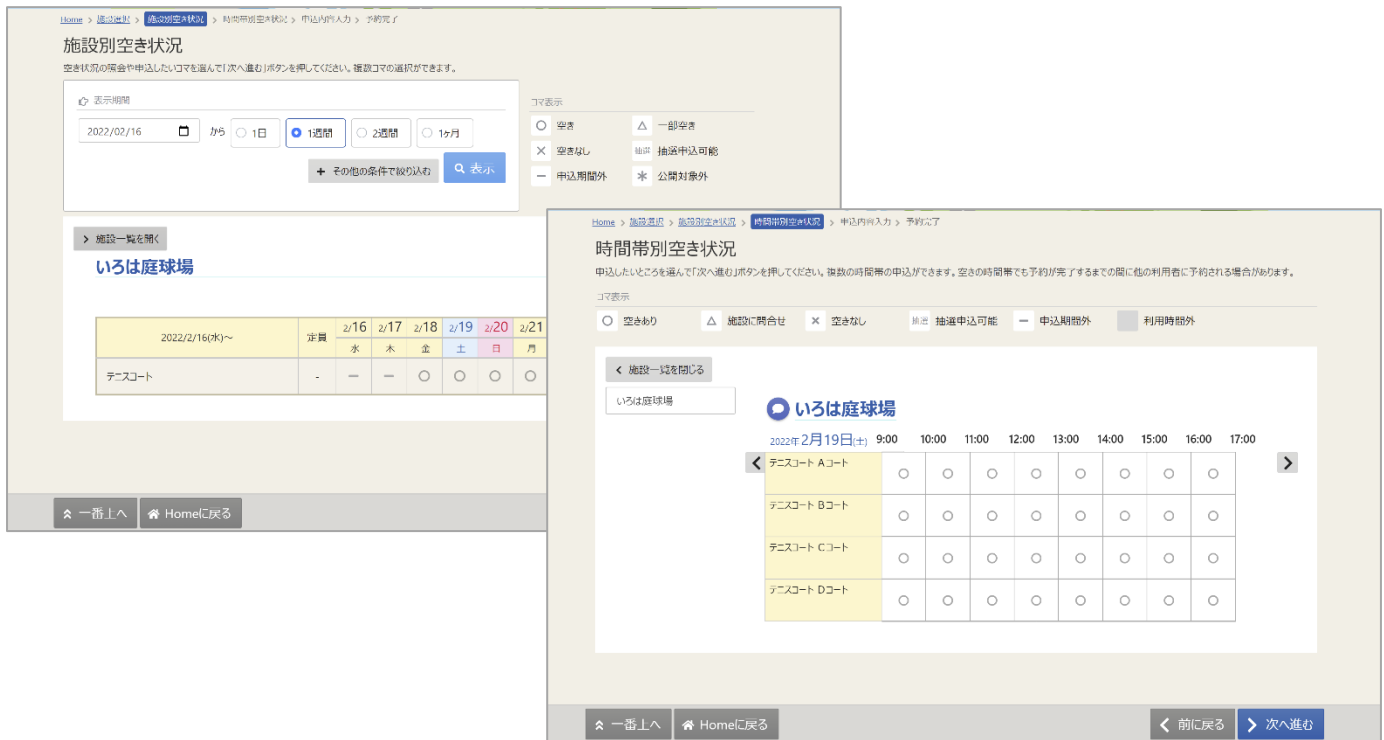 Home > 施設選択 > 施設別空き状況 > 時間帯別空き状況 > 申込内容入力 > 予約完了
施設別空き状況
空き状況の照会や申込したいコマを選んで「次へ進む」ボタンを押してください。複数コマの選択ができます。
表示期間
2022/02/16 から 1日 1週間 2週間 1ヶ月
+ その他の条件で絞り込む 表示
コマ表示
○ 空き △ 一部空き
× 空きなし 抽選 抽選申込可能
− 申込期間外 * 公開対象外
> 施設一覧を開く
いろは庭球場
2022/2/16(水)~ 定員 2/16 2/17 2/18 2/19 2/20 2/21
水 木 金 土 日 月
テニスコート - − − ○ ○ ○ ○
一番上へ Homeに戻る
Home > 施設選択 > 施設別空き状況 > 時間帯別空き状況 > 申込内容入力 > 予約完了
時間帯別空き状況
申込したいところを選んで「次へ進む」ボタンを押してください。複数の時間帯の申込ができます。空きの時間帯でも予約が完了するまでの間に他の利用者に予約される場合があります。
コマ表示
○ 空きあり △ 施設に問合せ × 空きなし 抽選 抽選申込可能 − 申込期間外 利用時間外
< 施設一覧を閉じる
いろは庭球場
いろは庭球場
2022年2月19日(土) 9:00 10:00 11:00 12:00 13:00 14:00 15:00 16:00 17:00
テニスコート Aコート ○ ○ ○ ○ ○ ○ ○ ○
テニスコート Bコート ○ ○ ○ ○ ○ ○ ○ ○
テニスコート Cコート ○ ○ ○ ○ ○ ○ ○ ○
テニスコート Dコート ○ ○ ○ ○ ○ ○ ○ ○
一番上へ Homeに戻る < 前に戻る > 次へ進む